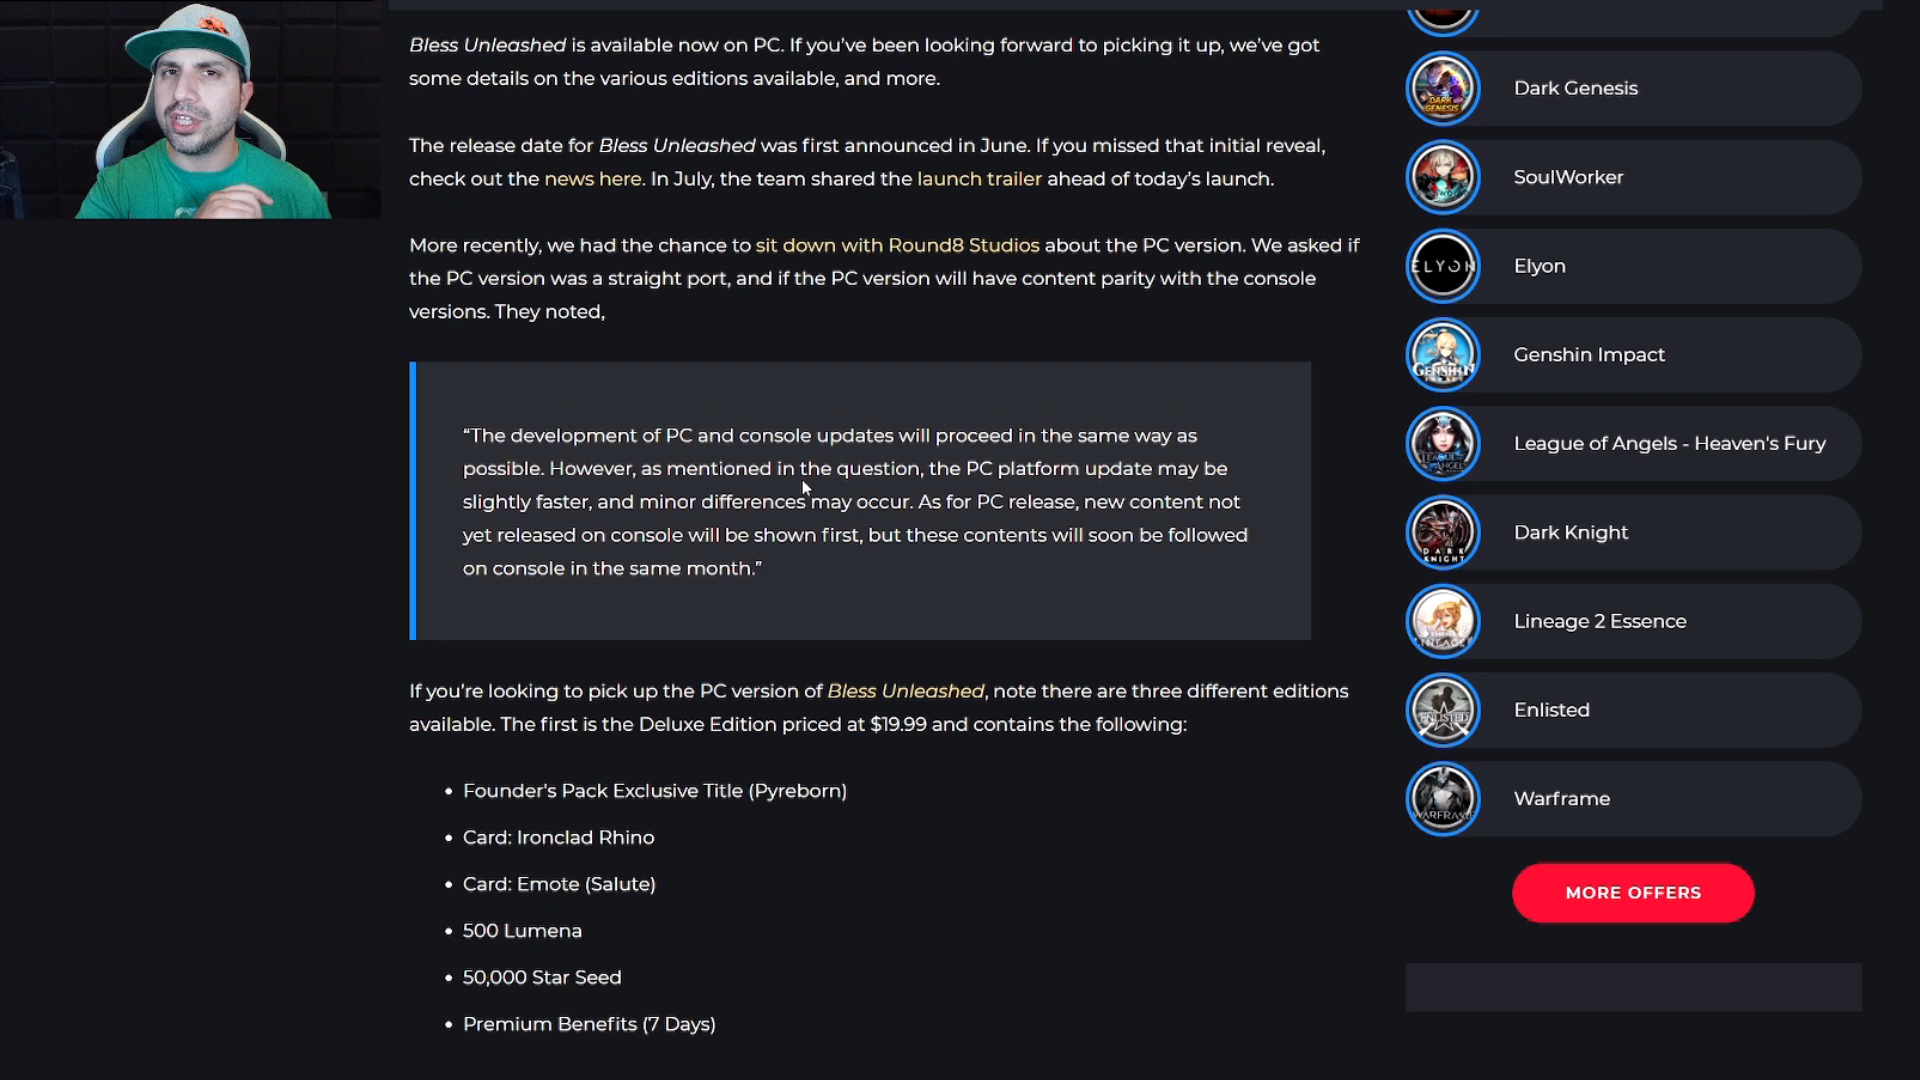 Bless Unleashed is available now on PC. If you’ve been looking forward to picking it up, we’ve got
some details on the various editions available, and more.
The release date for Bless Unleashed was first announced in June. If you missed that initial reveal,
check out the news here. In July, the team shared the launch trailer ahead of today’s launch.
More recently, we had the chance to sit down with Round8 Studios about the PC version. We asked if
the PC version was a straight port, and if the PC version will have content parity with the console
versions. They noted,
“The development of PC and console updates will proceed in the same way as
possible. However, as mentioned in the question, the PC platform update may be
slightly faster, and minor differences may occur. As for PC release, new content not
yet released on console will be shown first, but these contents will soon be followed
on console in the same month.”
If you’re looking to pick up the PC version of Bless Unleashed, note there are three different editions
available. The first is the Deluxe Edition priced at $19.99 and contains the following:
• Founder's Pack Exclusive Title (Pyreborn)
• Card: Ironclad Rhino
• Card: Emote (Salute)
• 500 Lumena
• 50,000 Star Seed
• Premium Benefits (7 Days)
DARK
GENESIS
Dark Genesis
SoulWorker
ELYON
Elyon
GENSHIN
Genshin Impact
League of Angels - Heaven's Fury
DARK
KNIGHT
Dark Knight
Lineage 2 Essence
ENLISTED
Enlisted
Warframe
MORE OFFERS